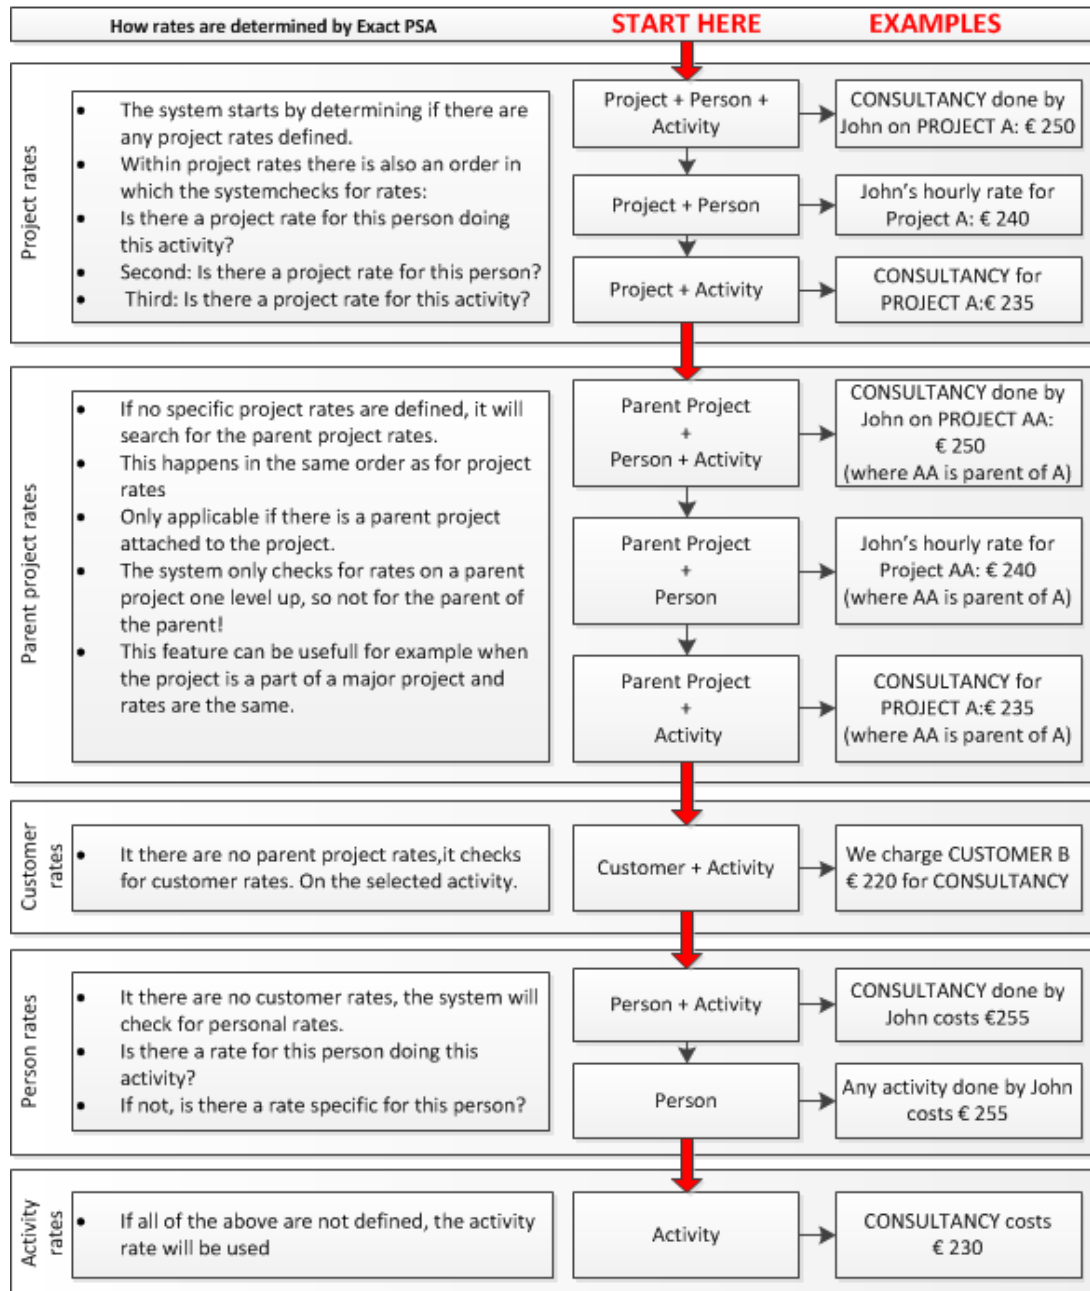 How rates are determined by Exact PSA
START HERE
EXAMPLES
Project rates
• The system starts by determining if there are
any project rates defined.
• Within project rates there is also an order in
which the systemchecks for rates:
• Is there a project rate for this person doing
this activity?
• Second: Is there a project rate for this person?
• Third: Is there a project rate for this activity?
Project + Person +
Activity
CONSULTANCY done by
John on PROJECT A: € 250
Project + Person
John’s hourly rate for
Project A: € 240
Project + Activity
CONSULTANCY for
PROJECT A:€ 235
Parent project rates
• If no specific project rates are defined, it will
search for the parent project rates.
• This happens in the same order as for project
rates
• Only applicable if there is a parent project
attached to the project.
• The system only checks for rates on a parent
project one level up, so not for the parent of
the parent!
• This feature can be usefull for example when
the project is a part of a major project and
rates are the same.
Parent Project
+
Person + Activity
CONSULTANCY done by
John on PROJECT AA:
€ 250
(where AA is parent of A)
Parent Project
+
Person
John’s hourly rate for
Project AA: € 240
(where AA is parent of A)
Parent Project
+
Activity
CONSULTANCY for
PROJECT A:€ 235
(where AA is parent of A)
Customer
rates
• It there are no parent project rates,it checks
for customer rates. On the selected activity.
Customer + Activity
We charge CUSTOMER B
€ 220 for CONSULTANCY
Person rates
• It there are no customer rates, the system will
check for personal rates.
• Is there a rate for this person doing this
activity?
• If not, is there a rate specific for this person?
Person + Activity
CONSULTANCY done by
John costs €255
Person
Any activity done by John
costs € 255
Activity
rates
• If all of the above are not defined, the activity
rate will be used
Activity
CONSULTANCY costs
€ 230